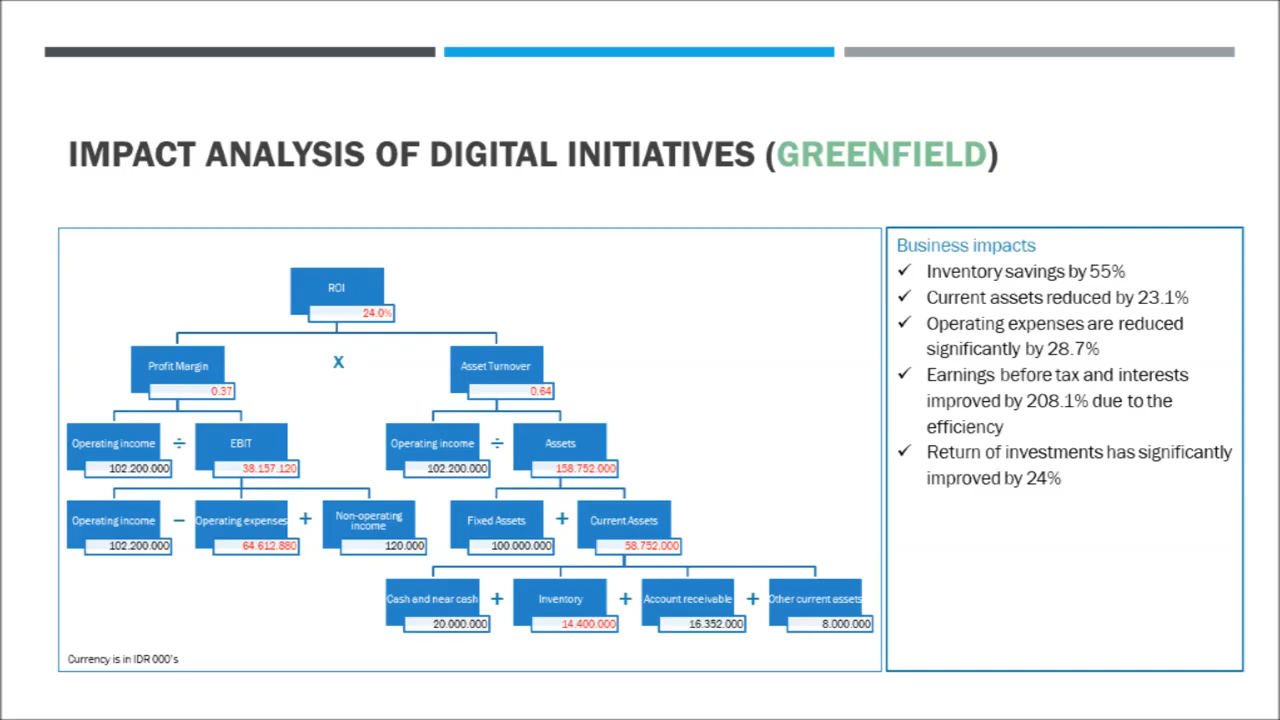 IMPACT ANALYSIS OF DIGITAL INITIATIVES (GREENFIELD)
ROI
24.0%
Profit Margin
0.37
X
Asset Turnover
0.64
Operating income
102.200.000
÷
EBIT
38.157.120
Operating income
102.200.000
÷
Assets
158.752.000
Operating income
102.200.000
−
Operating expenses
64.612.880
+
Non-operating
income
120.000
Fixed Assets
100.000.000
+
Current Assets
58.752.000
Cash and near cash
20.000.000
+
Inventory
14.400.000
+
Account receivable
16.352.000
+
Other current assets
8.000.000
Currency is in IDR 000's
Business impacts
✓ Inventory savings by 55%
✓ Current assets reduced by 23.1%
✓ Operating expenses are reduced
significantly by 28.7%
✓ Earnings before tax and interests
improved by 208.1% due to the
efficiency
✓ Return of investments has significantly
improved by 24%